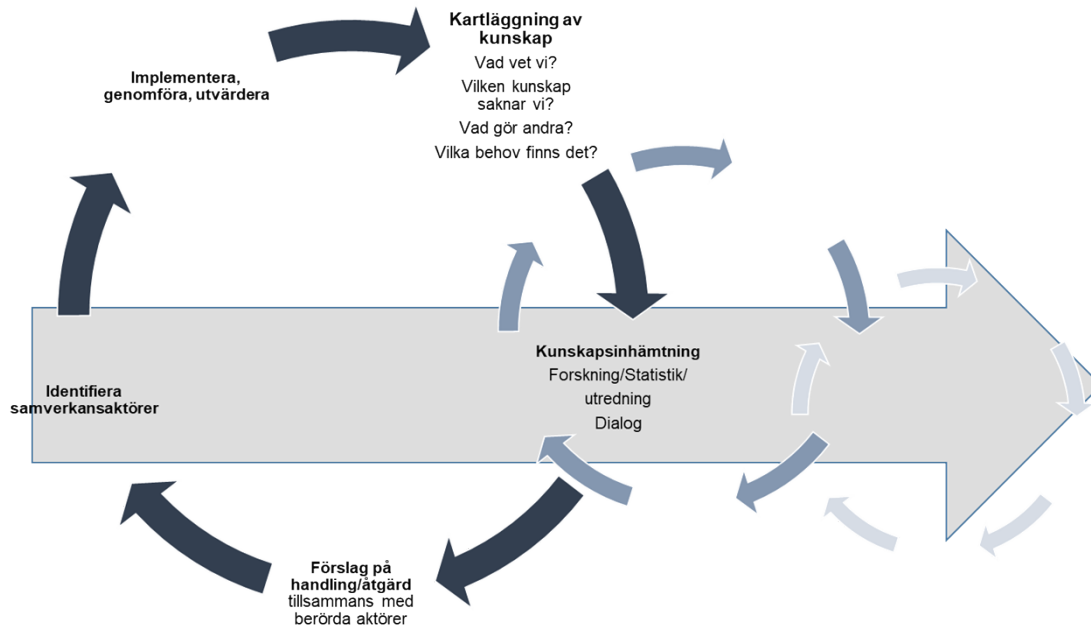 Kartläggning av
kunskap
Vad vet vi?
Vilken kunskap
saknar vi?
Vad gör andra?
Vilka behov finns det?
Kunskapsinhämtning
Forskning/Statistik/
utredning
Dialog
Förslag på
handling/åtgärd
tillsammans med
berörda aktörer
Identifiera
samverkansaktörer
Implementera,
genomföra, utvärdera